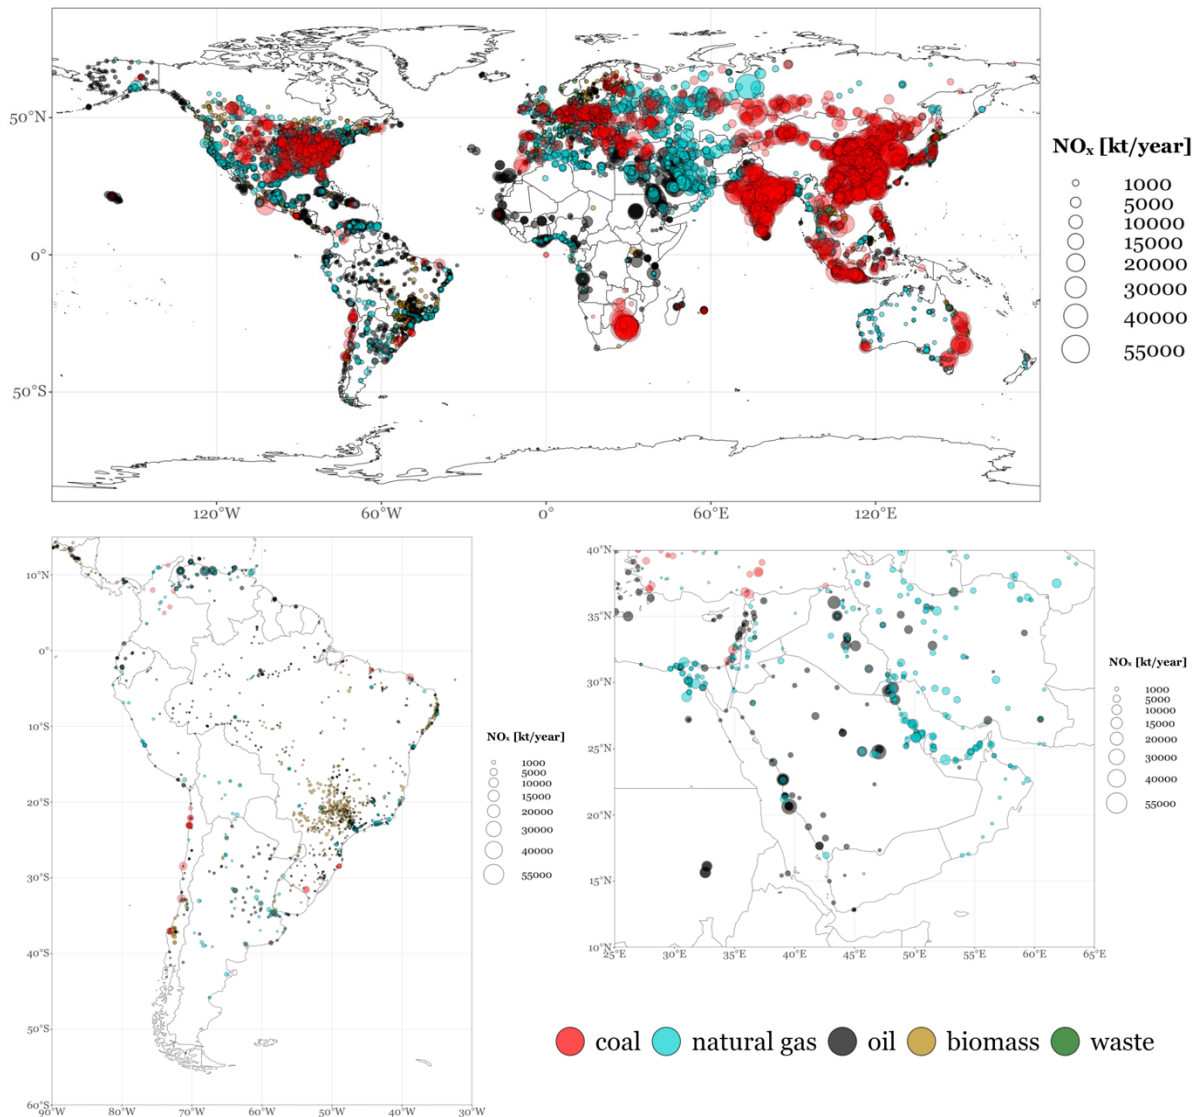 50°N
0°
50°S
120°W 60°W 0° 60°E 120°E
NOₓ [kt/year]
1000
5000
10000
15000
20000
30000
40000
55000
10°N
0°
10°S
20°S
30°S
40°S
50°S
60°S
90°W 80°W 70°W 60°W 50°W 40°W 30°W
NOₓ [kt/year]
1000
5000
10000
15000
20000
30000
40000
55000
40°N
35°N
30°N
25°N
20°N
15°N
10°N
25°E 30°E 35°E 40°E 45°E 50°E 55°E 60°E 65°E
NOₓ [kt/year]
1000
5000
10000
15000
20000
30000
40000
55000
coal natural gas oil biomass waste